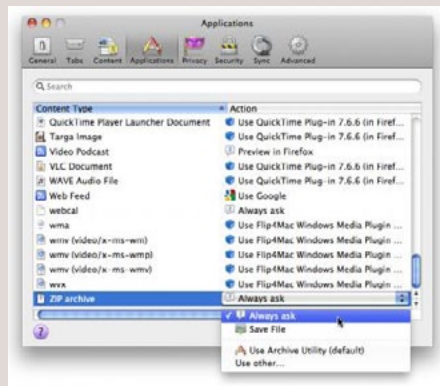 Applications
General Tabs Content Applications Privacy Security Sync Advanced
Search
Content Type Action
QuickTime Player Launcher Document Use QuickTime Plug-in 7.6.6 (in Firef...
Targa Image Use QuickTime Plug-in 7.6.6 (in Firef...
Video Podcast Preview in Firefox
VLC Document Use QuickTime Plug-in 7.6.6 (in Firef...
WAVE Audio File Use QuickTime Plug-in 7.6.6 (in Firef...
Web Feed Use Google
webcal Always ask
wma Use Flip4Mac Windows Media Plugin ...
wmv (video/x-ms-wm) Use Flip4Mac Windows Media Plugin ...
wmv (video/x-ms-wmp) Use Flip4Mac Windows Media Plugin ...
wmv (video/x-ms-wmv) Use Flip4Mac Windows Media Plugin ...
wvx Use Flip4Mac Windows Media Plugin ...
ZIP archive Always ask
✓ Always ask
Save File
Use Archive Utility (default)
Use other...